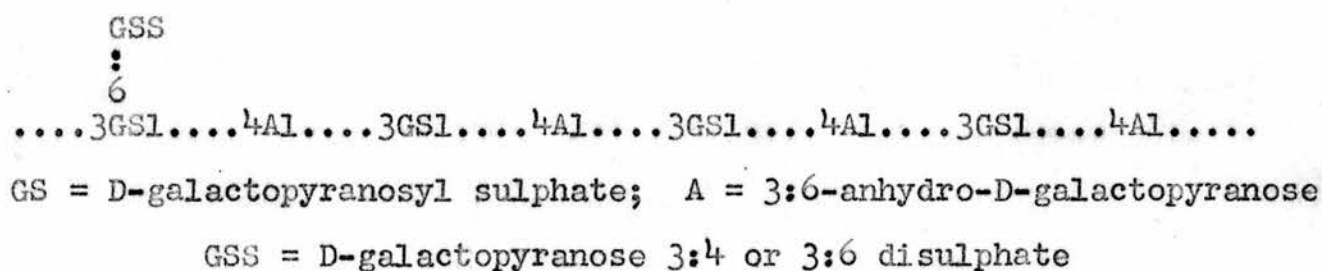 GSS
:
6
....3GS1....4A1....3GS1....4A1....3GS1....4A1....3GS1....4A1.....
GS = D-galactopyranosyl sulphate; A = 3:6-anhydro-D-galactopyranose
GSS = D-galactopyranose 3:4 or 3:6 disulphate